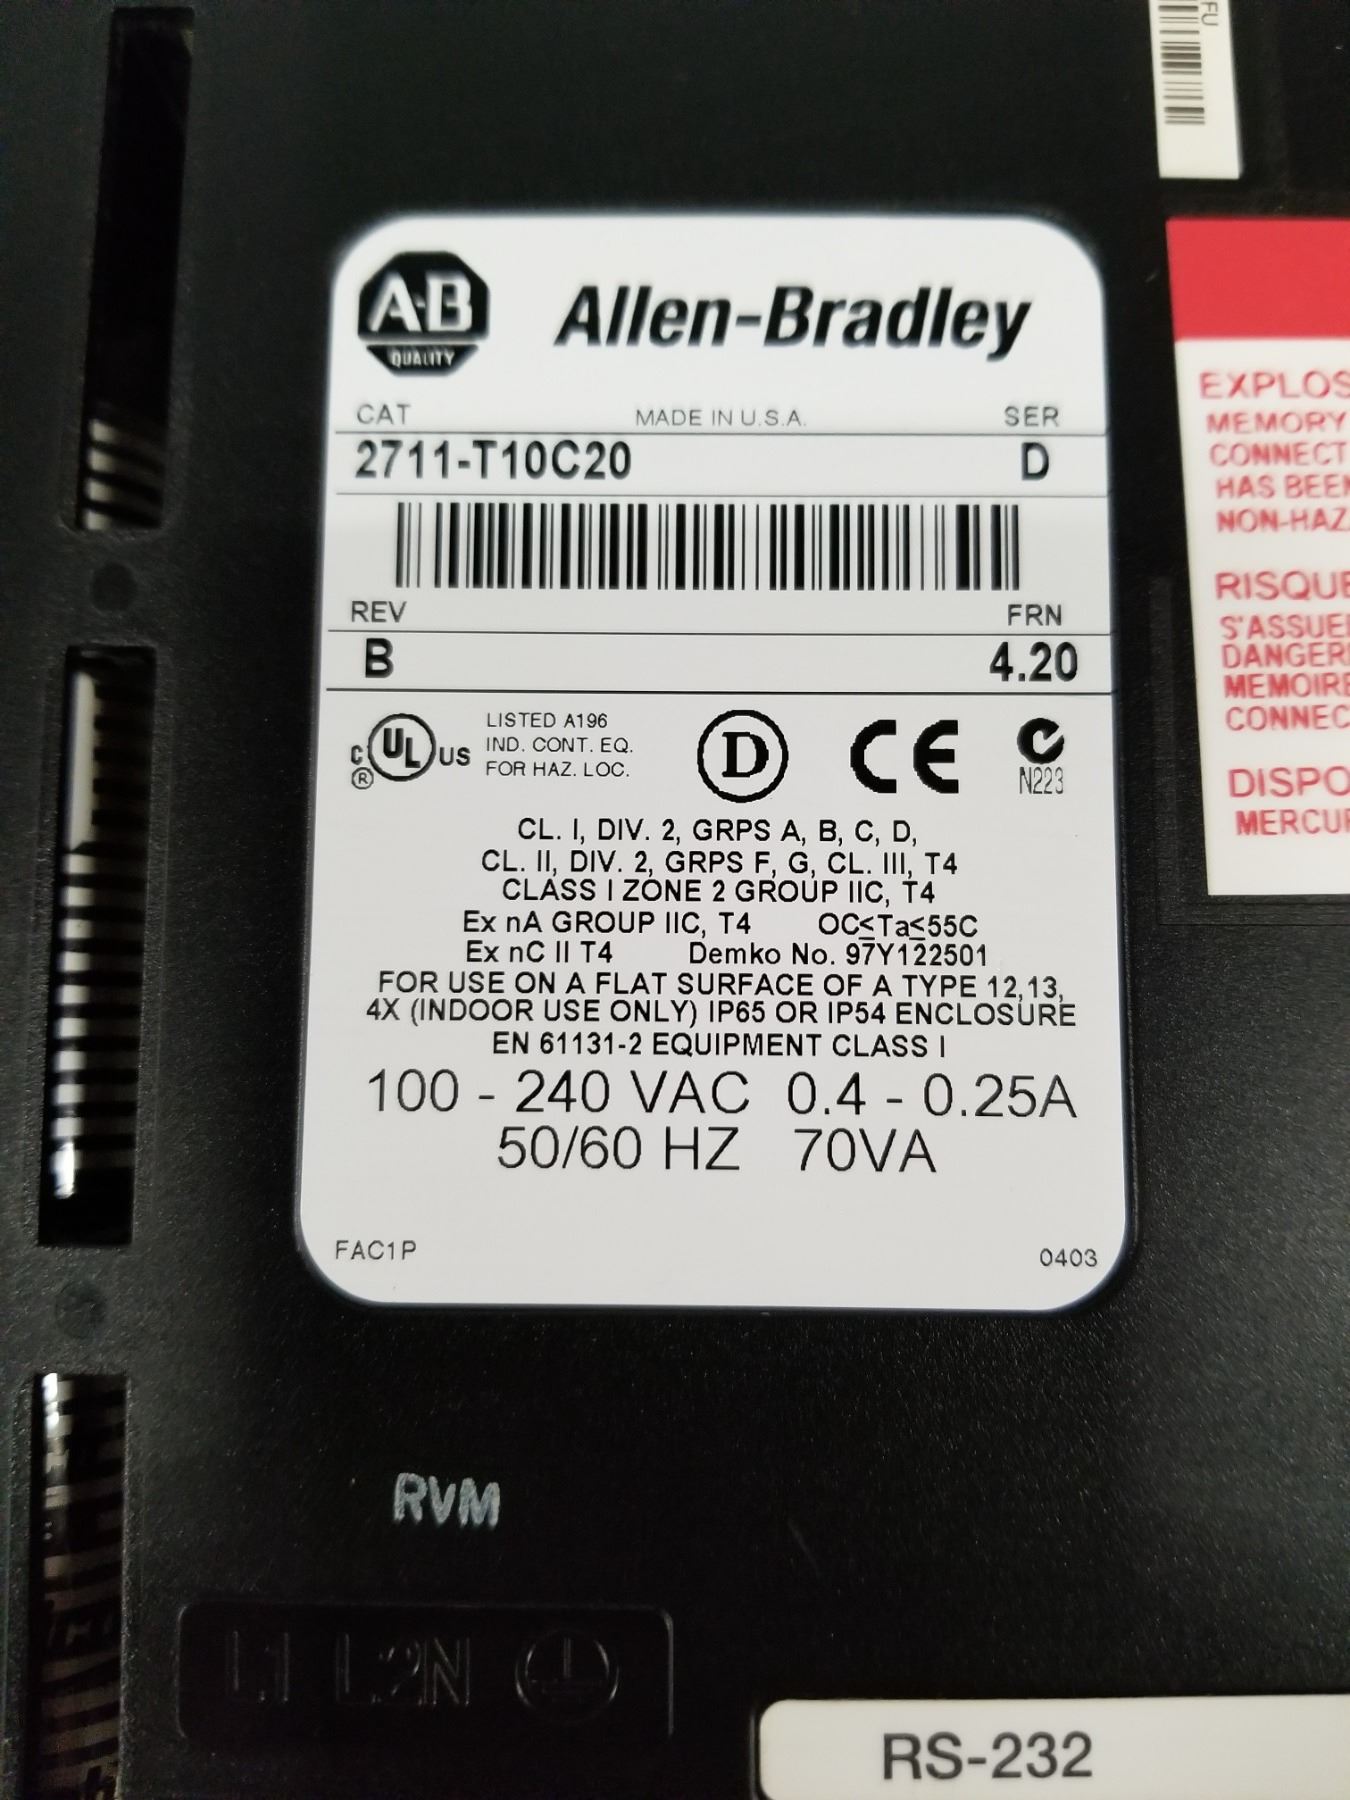 FU
A-B
QUALITY
Allen-Bradley
CAT MADE IN U.S.A. SER
2711-T10C20 D
REV FRN
B 4.20
C UL US ®
LISTED A196
IND. CONT. EQ.
FOR HAZ. LOC.
D
CE
N223
CL. I, DIV. 2, GRPS A, B, C, D,
CL. II, DIV. 2, GRPS F, G, CL. III, T4
CLASS I ZONE 2 GROUP IIC, T4
Ex nA GROUP IIC, T4 OC≤Ta≤55C
Ex nC II T4 Demko No. 97Y122501
FOR USE ON A FLAT SURFACE OF A TYPE 12,13,
4X (INDOOR USE ONLY) IP65 OR IP54 ENCLOSURE
EN 61131-2 EQUIPMENT CLASS I
100 - 240 VAC 0.4 - 0.25A
50/60 HZ 70VA
FAC1P 0403
EXPLOS
MEMORY
CONNECT
HAS BEEN
NON-HAZ
RISQUE
S'ASSUE
DANGER
MEMOIRE
CONNEC
DISPO
MERCU
RVM
L1 L2N
RS-232